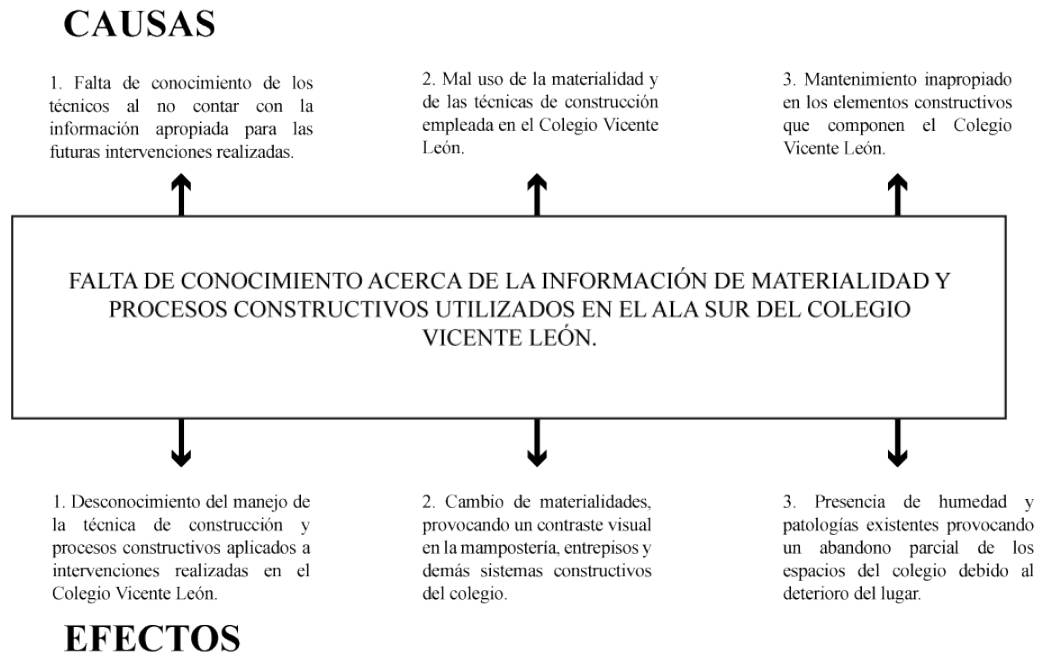 CAUSAS
1. Falta de conocimiento de los
técnicos al no contar con la
información apropiada para las
futuras intervenciones realizadas.
2. Mal uso de la materialidad y
de las técnicas de construcción
empleada en el Colegio Vicente
León.
3. Mantenimiento inapropiado
en los elementos constructivos
que componen el Colegio
Vicente León.
FALTA DE CONOCIMIENTO ACERCA DE LA INFORMACIÓN DE MATERIALIDAD Y
PROCESOS CONSTRUCTIVOS UTILIZADOS EN EL ALA SUR DEL COLEGIO
VICENTE LEÓN.
1. Desconocimiento del manejo de
la técnica de construcción y
procesos constructivos aplicados a
intervenciones realizadas en el
Colegio Vicente León.
2. Cambio de materialidades,
provocando un contraste visual
en la mampostería, entrepisos y
demás sistemas constructivos
del colegio.
3. Presencia de humedad y
patologías existentes provocando
un abandono parcial de los
espacios del colegio debido al
deterioro del lugar.
EFECTOS